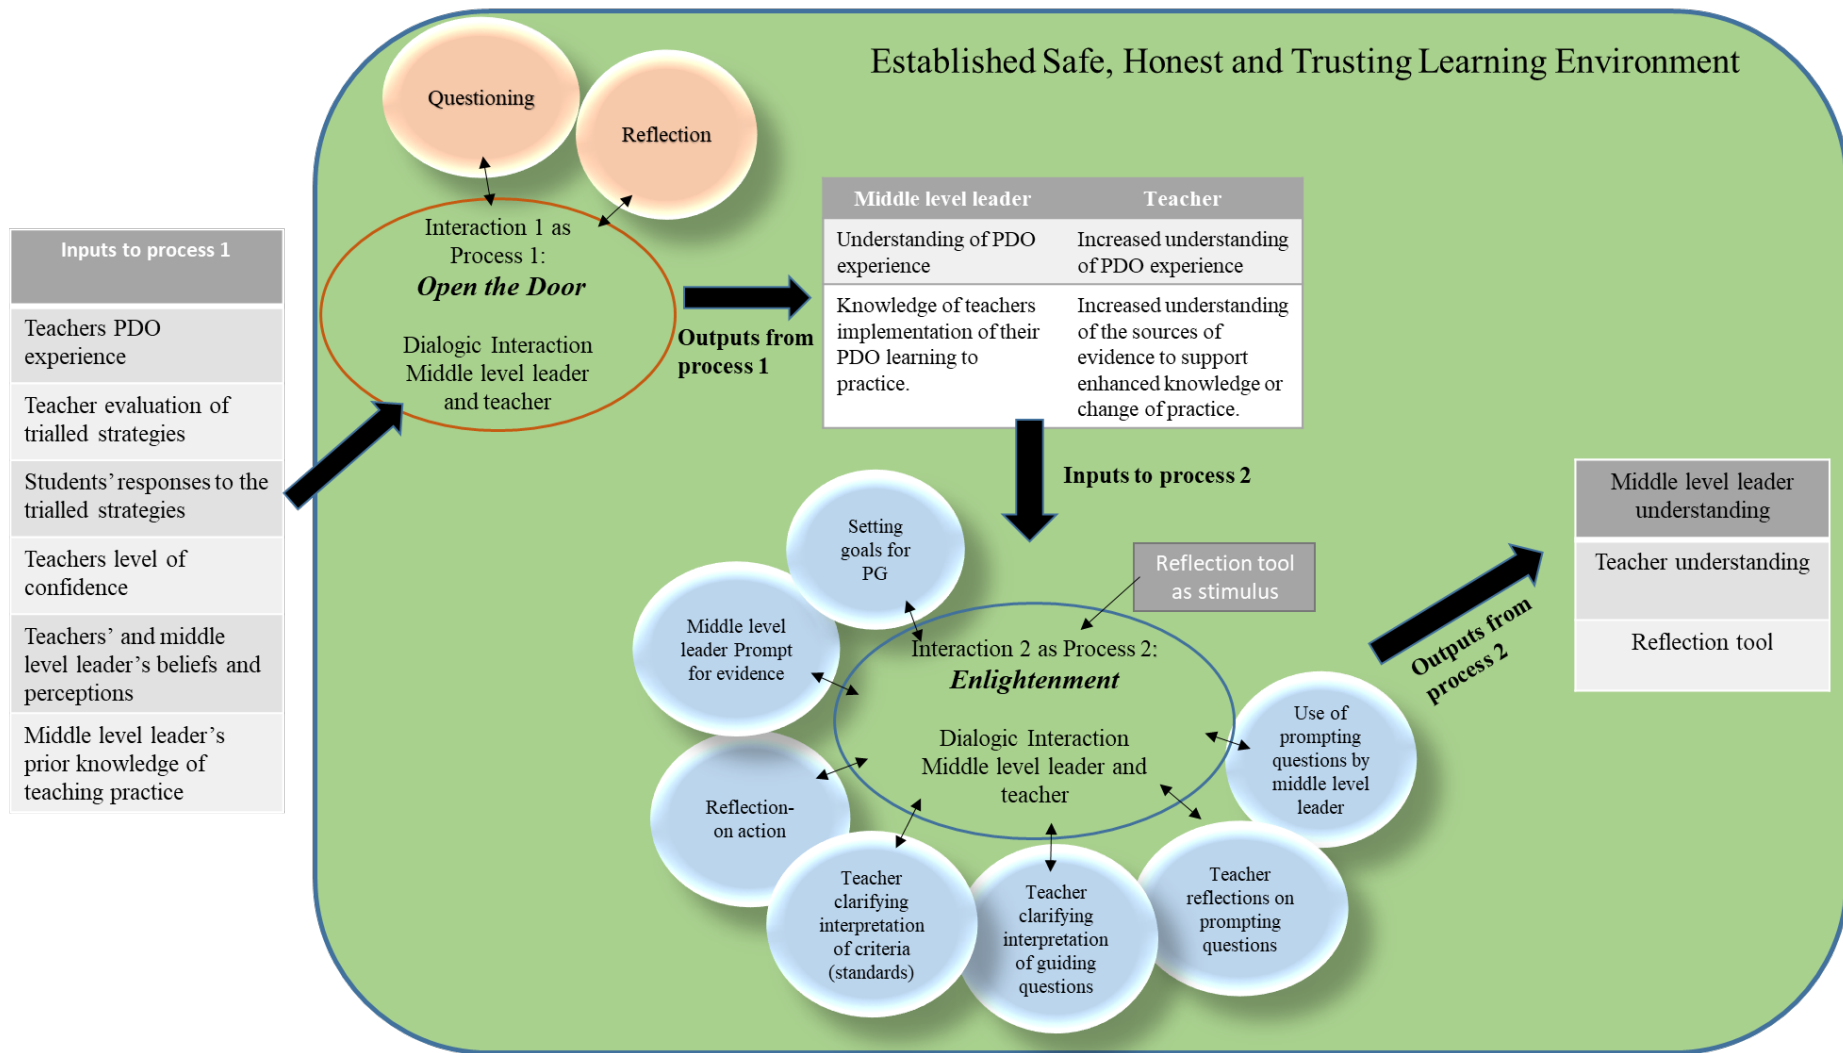 Established Safe, Honest and Trusting Learning Environment
Questioning
Reflection
Inputs to process 1
Teachers PDO
experience
Teacher evaluation of
trialled strategies
Students’ responses to the
trialled strategies
Teachers level of
confidence
Teachers’ and middle
level leader’s beliefs and
perceptions
Middle level leader’s
prior knowledge of
teaching practice
Interaction 1 as
Process 1:
Open the Door
Dialogic Interaction
Middle level leader
and teacher
Outputs from
process 1
Middle level leader
Teacher
Understanding of PDO
experience
Increased understanding
of PDO experience
Knowledge of teachers
implementation of their
PDO learning to
practice.
Increased understanding
of the sources of
evidence to support
enhanced knowledge or
change of practice.
Inputs to process 2
Reflection tool
as stimulus
Setting
goals for
PG
Middle level
leader Prompt
for evidence
Reflection-
on action
Teacher
clarifying
interpretation
of criteria
(standards)
Teacher
clarifying
interpretation
of guiding
questions
Teacher
reflections on
prompting
questions
Use of
prompting
questions by
middle level
leader
Interaction 2 as Process 2:
Enlightenment
Dialogic Interaction
Middle level leader and
teacher
Outputs from
process 2
Middle level leader
understanding
Teacher understanding
Reflection tool